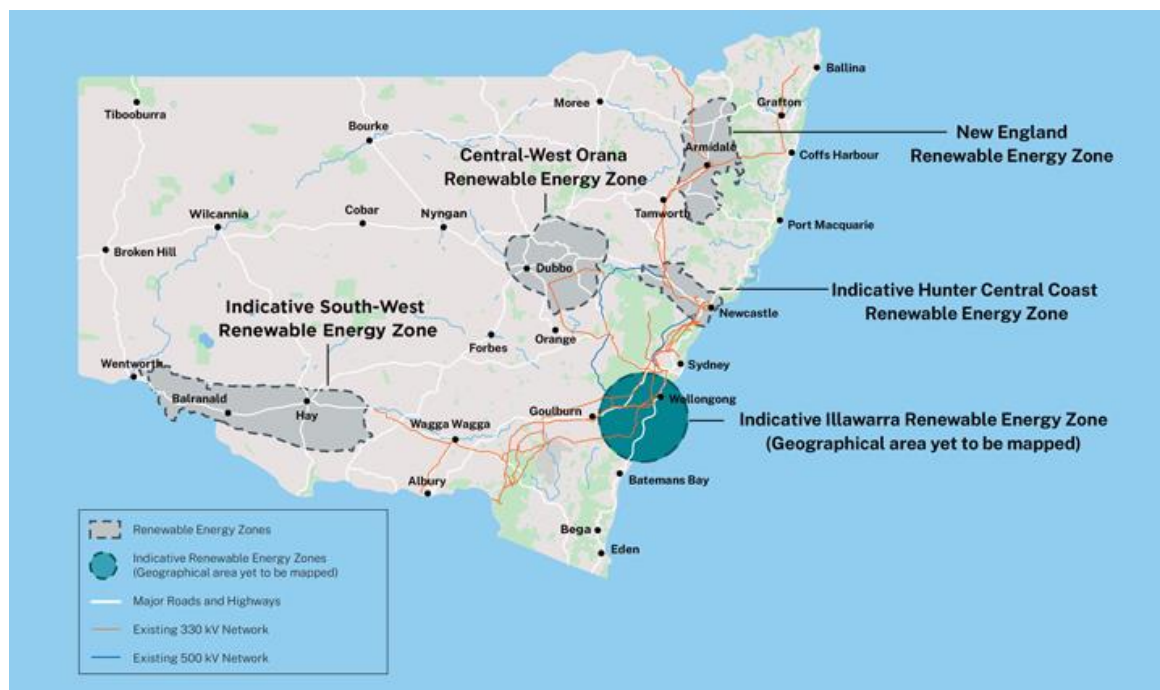 Ballina
Tibooburra
Moree
Grafton
Bourke
New England
Renewable Energy Zone
Armidale
Coffs Harbour
Central-West Orana
Renewable Energy Zone
Tamworth
Wilcannia
Cobar
Nyngan
Port Macquarie
Broken Hill
Dubbo
Indicative Hunter Central Coast
Renewable Energy Zone
Newcastle
Indicative South-West
Renewable Energy Zone
Orange
Forbes
Wentworth
Sydney
Balranald
Hay
Wollongong
Goulburn
Wagga Wagga
Indicative Illawarra Renewable Energy Zone
(Geographical area yet to be mapped)
Albury
Batemans Bay
Bega
Eden
Renewable Energy Zones
Indicative Renewable Energy Zones
(Geographical area yet to be mapped)
Major Roads and Highways
Existing 330 kV Network
Existing 500 kV Network